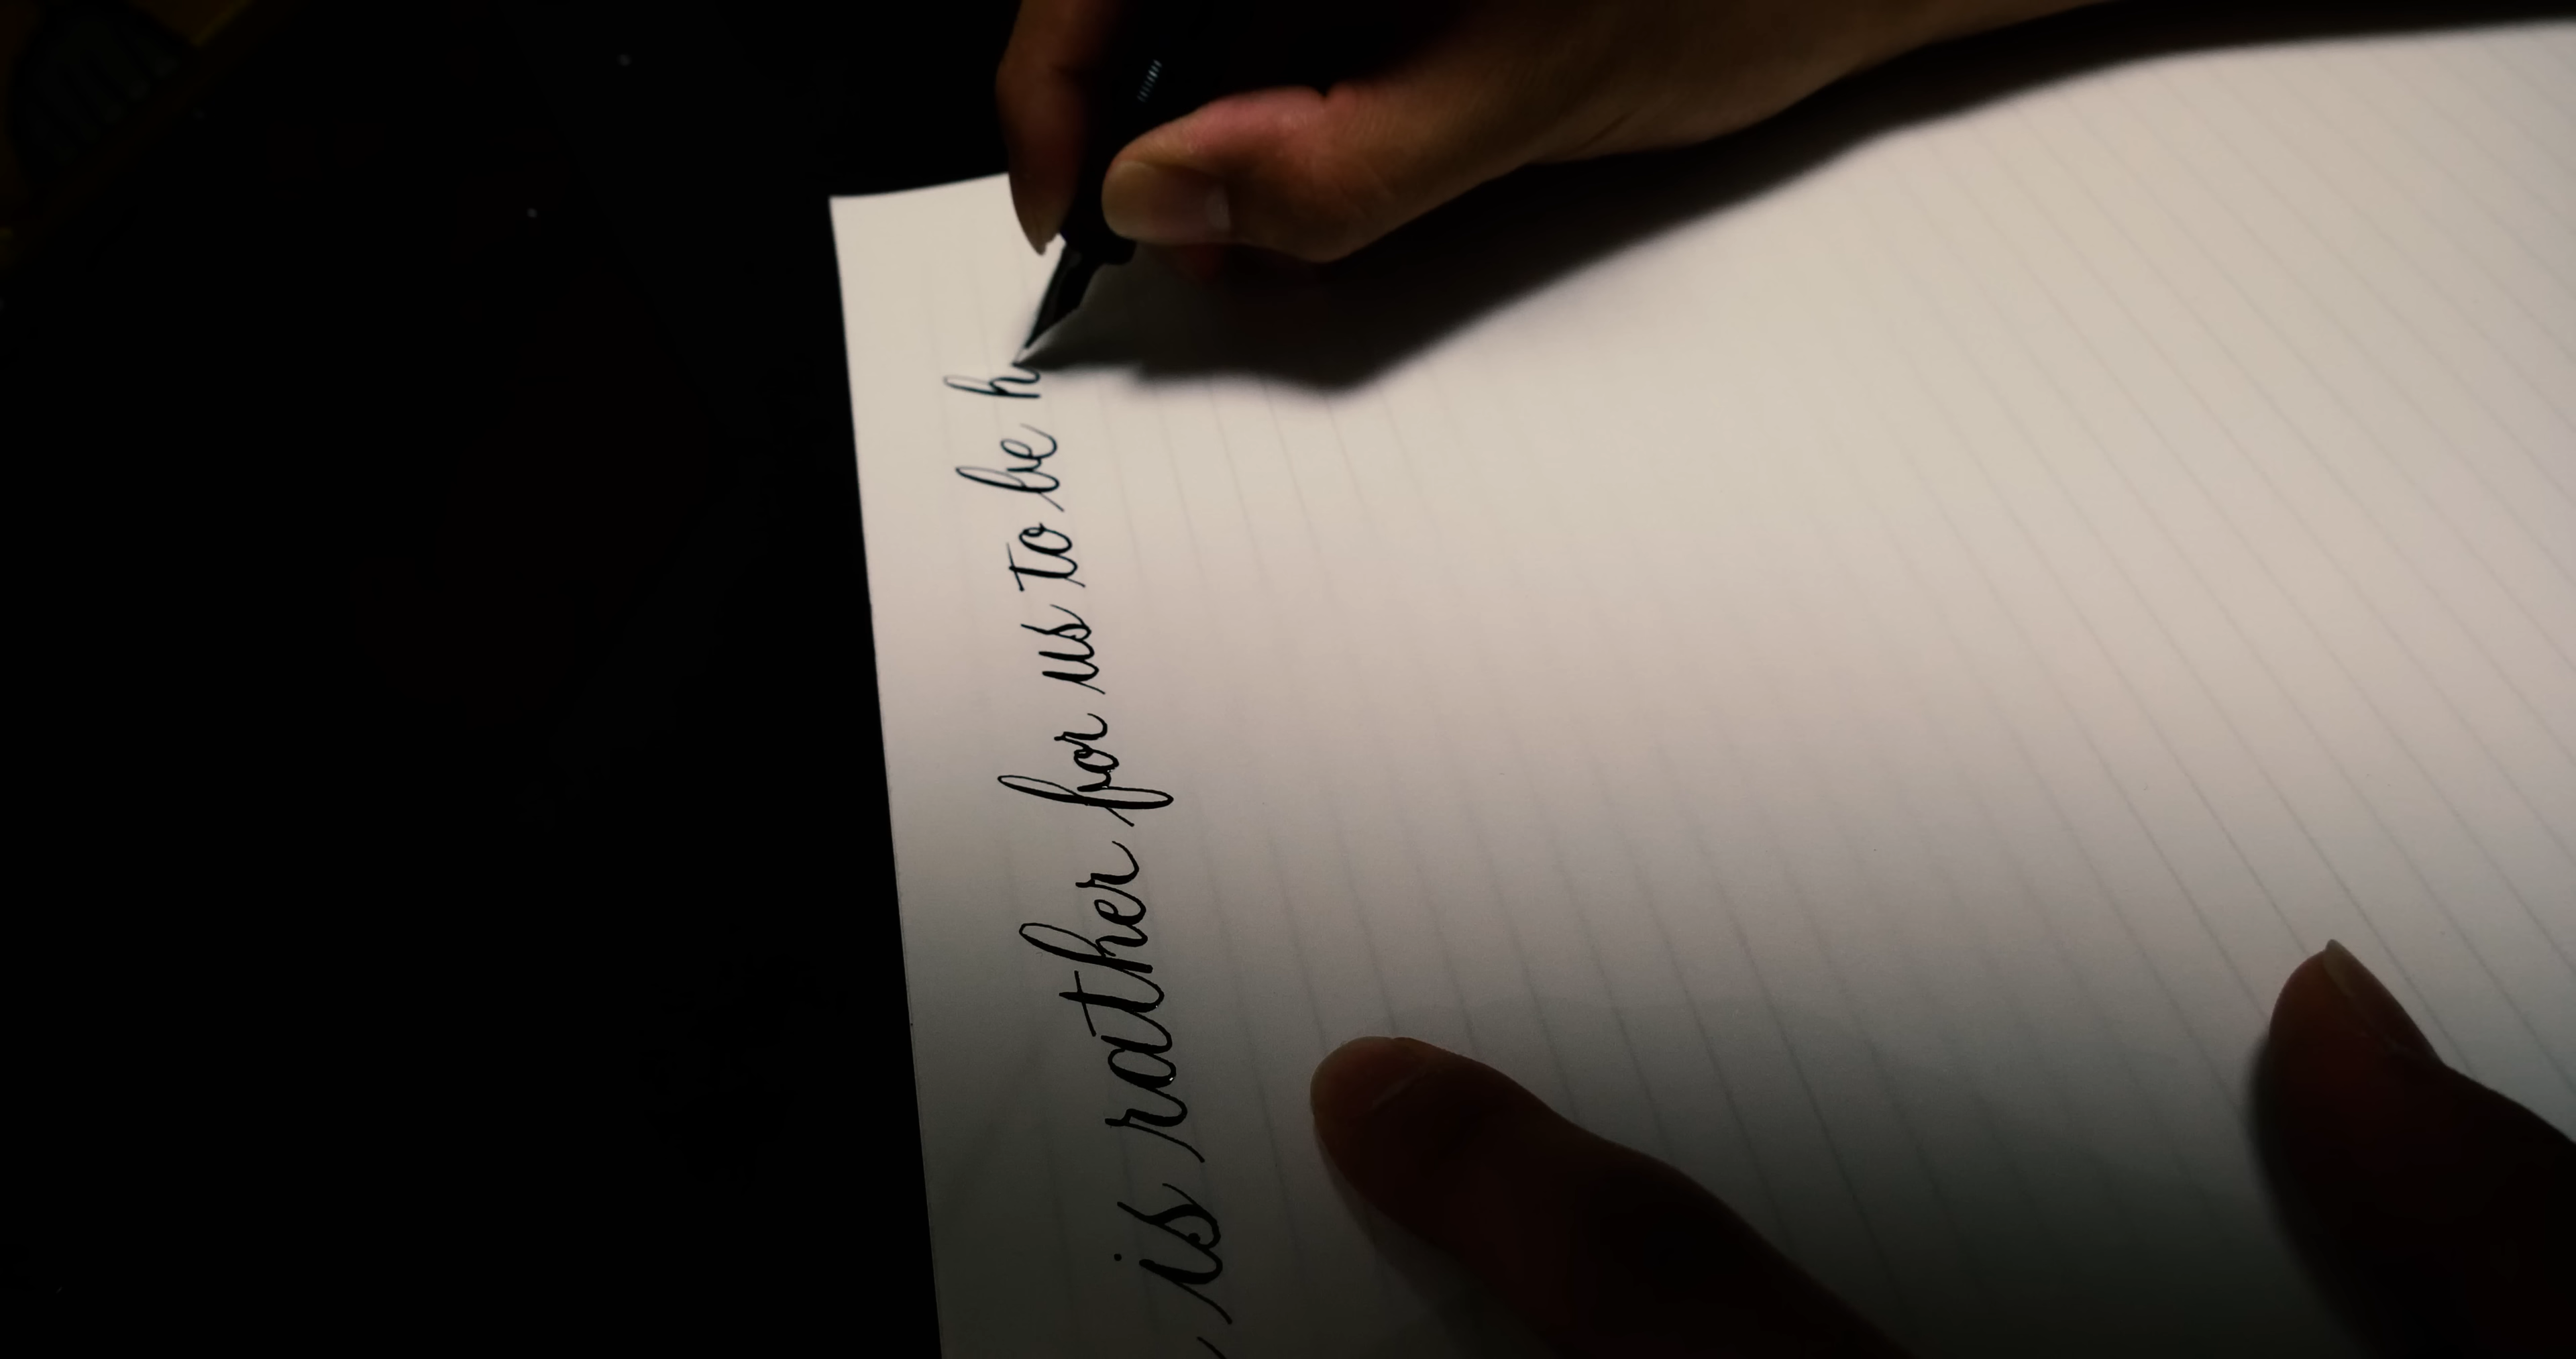 is rather for us to be h